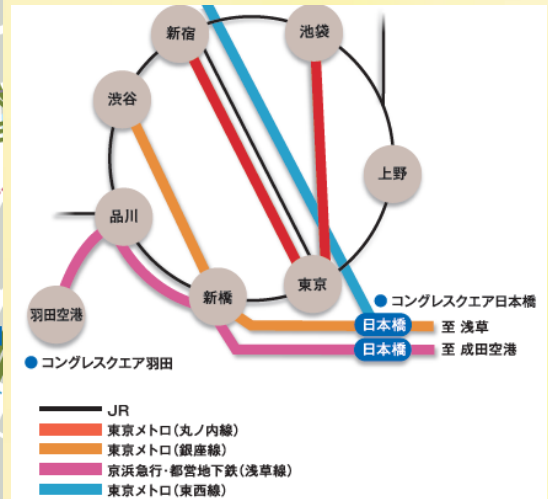 新宿
池袋
渋谷
上野
品川
新橋
東京
羽田空港
コングレスクエア日本橋
日本橋
至 浅草
日本橋
至 成田空港
コングレスクエア羽田
JR
東京メトロ(丸ノ内線)
東京メトロ(銀座線)
京浜急行・都営地下鉄(浅草線)
東京メトロ(東西線)